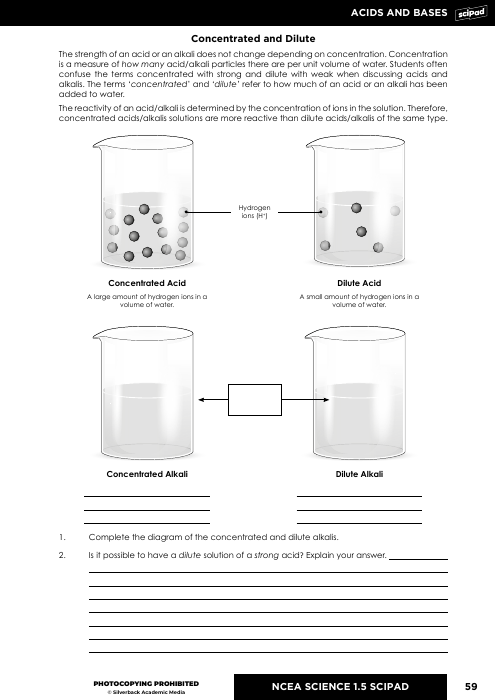 ACIDS AND BASES
scipad
Concentrated and Dilute
The strength of an acid or an alkali does not change depending on concentration. Concentration
is a measure of how many acid/alkali particles there are per unit volume of water. Students often
confuse the terms concentrated with strong and dilute with weak when discussing acids and
alkalis. The terms ‘concentrated’ and ‘dilute’ refer to how much of an acid or an alkali has been
added to water.
The reactivity of an acid/alkali is determined by the concentration of ions in the solution. Therefore,
concentrated acids/alkalis solutions are more reactive than dilute acids/alkalis of the same type.
Hydrogen
ions (H⁺)
Concentrated Acid
A large amount of hydrogen ions in a
volume of water.
Dilute Acid
A small amount of hydrogen ions in a
volume of water.
Concentrated Alkali
Dilute Alkali
1. Complete the diagram of the concentrated and dilute alkalis.
2. Is it possible to have a dilute solution of a strong acid? Explain your answer.
PHOTOCOPYING PROHIBITED
© Silverback Academic Media
NCEA SCIENCE 1.5 SCIPAD
59